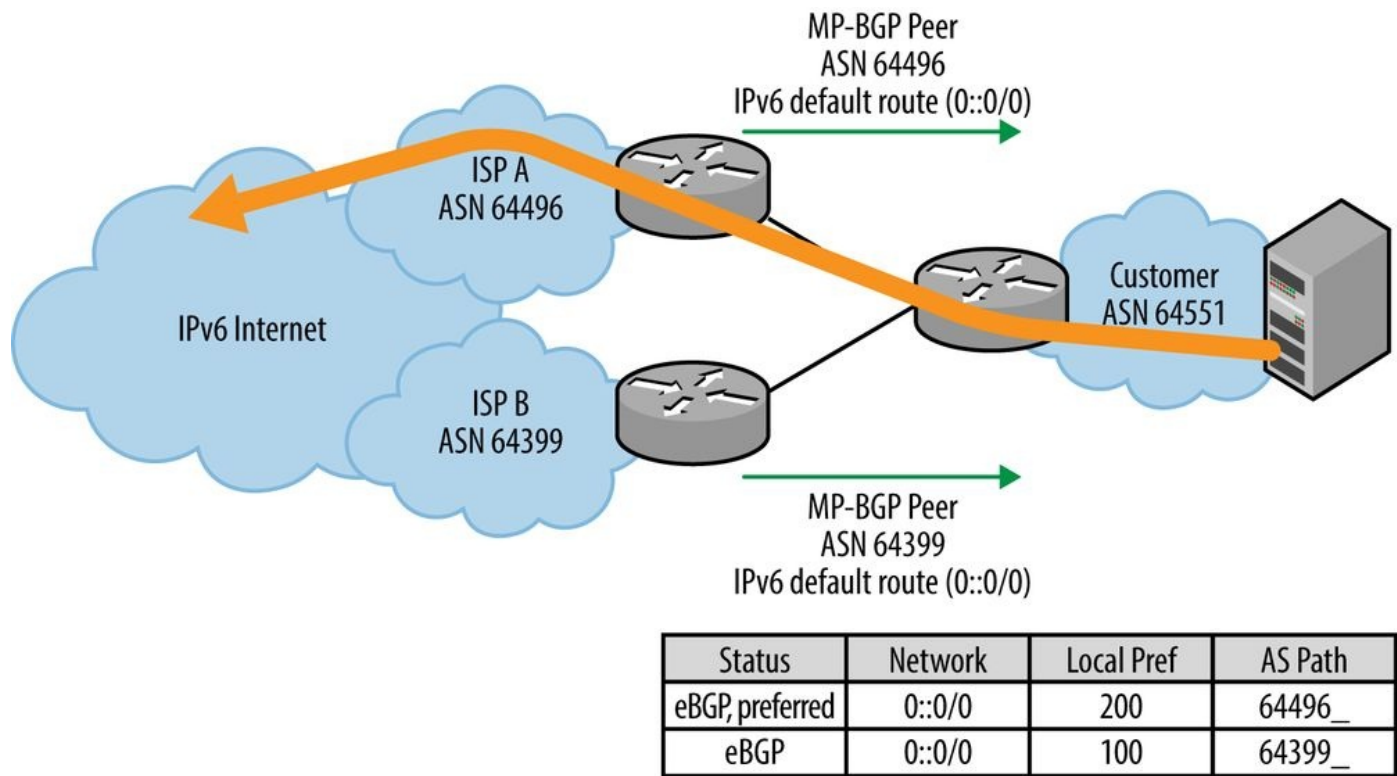 MP-BGP Peer
ASN 64496
IPv6 default route (0::0/0)
ISP A
ASN 64496
Customer
ASN 64551
IPv6 Internet
ISP B
ASN 64399
MP-BGP Peer
ASN 64399
IPv6 default route (0::0/0)
Status Network Local Pref AS Path
eBGP, preferred 0::0/0 200 64496_
eBGP 0::0/0 100 64399_